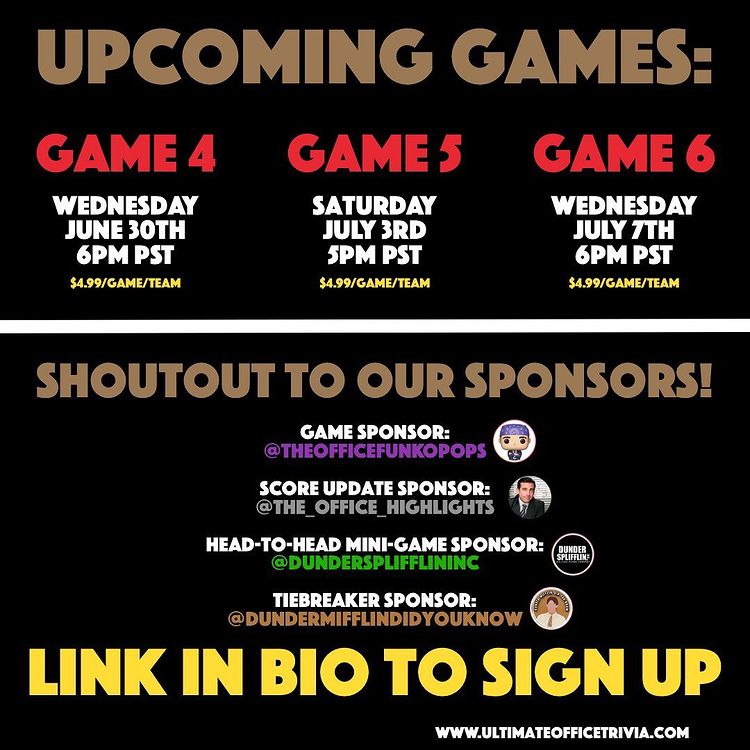 UPCOMING GAMES:
GAME 4
WEDNESDAY
JUNE 30TH
6PM PST
$4.99/GAME/TEAM
GAME 5
SATURDAY
JULY 3RD
5PM PST
$4.99/GAME/TEAM
GAME 6
WEDNESDAY
JULY 7TH
6PM PST
$4.99/GAME/TEAM
SHOUTOUT TO OUR SPONSORS!
GAME SPONSOR:
@THEOFFICEFUNKOPOPS
SCORE UPDATE SPONSOR:
@THE_OFFICE_HIGHLIGHTS
HEAD-TO-HEAD MINI-GAME SPONSOR:
@DUNDERSPLIFFLININC
DUNDER
SPLIFFLIN
TIEBREAKER SPONSOR:
@DUNDERMIFFLINDIDYOUKNOW
LINK IN BIO TO SIGN UP
WWW.ULTIMATEOFFICETRIVIA.COM